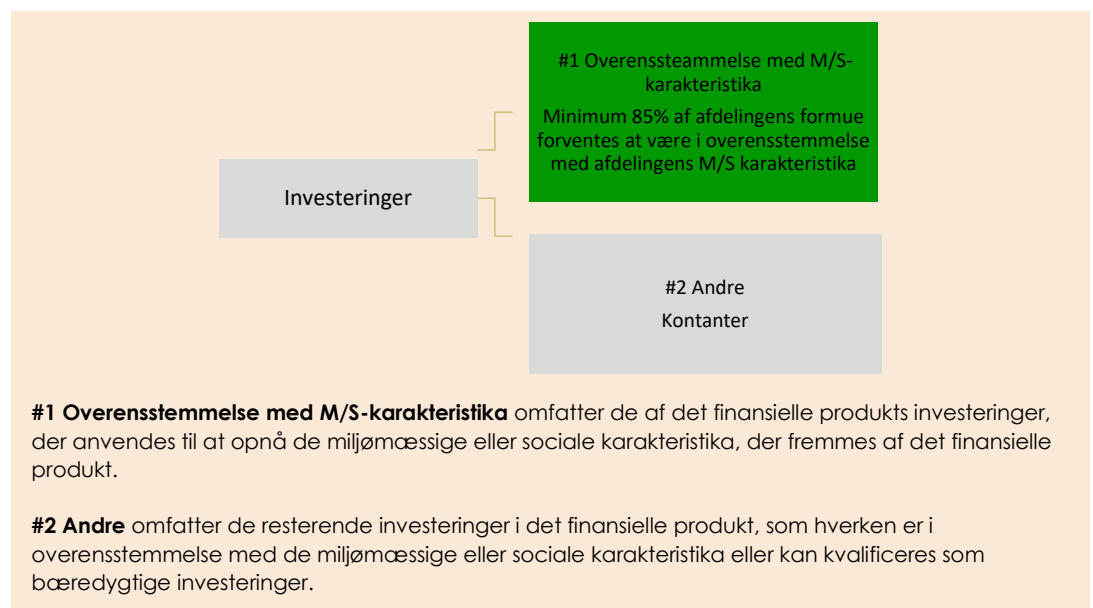 #1 Overenssteammelse med M/S-
karakteristika
Minimum 85% af afdelingens formue
forventes at være i overensstemmelse
med afdelingens M/S karakteristika
Investeringer
#2 Andre
Kontanter
#1 Overensstemmelse med M/S-karakteristika omfatter de af det finansielle produkts investeringer,
der anvendes til at opnå de miljømæssige eller sociale karakteristika, der fremmes af det finansielle
produkt.
#2 Andre omfatter de resterende investeringer i det finansielle produkt, som hverken er i
overensstemmelse med de miljømæssige eller sociale karakteristika eller kan kvalificeres som
bæredygtige investeringer.